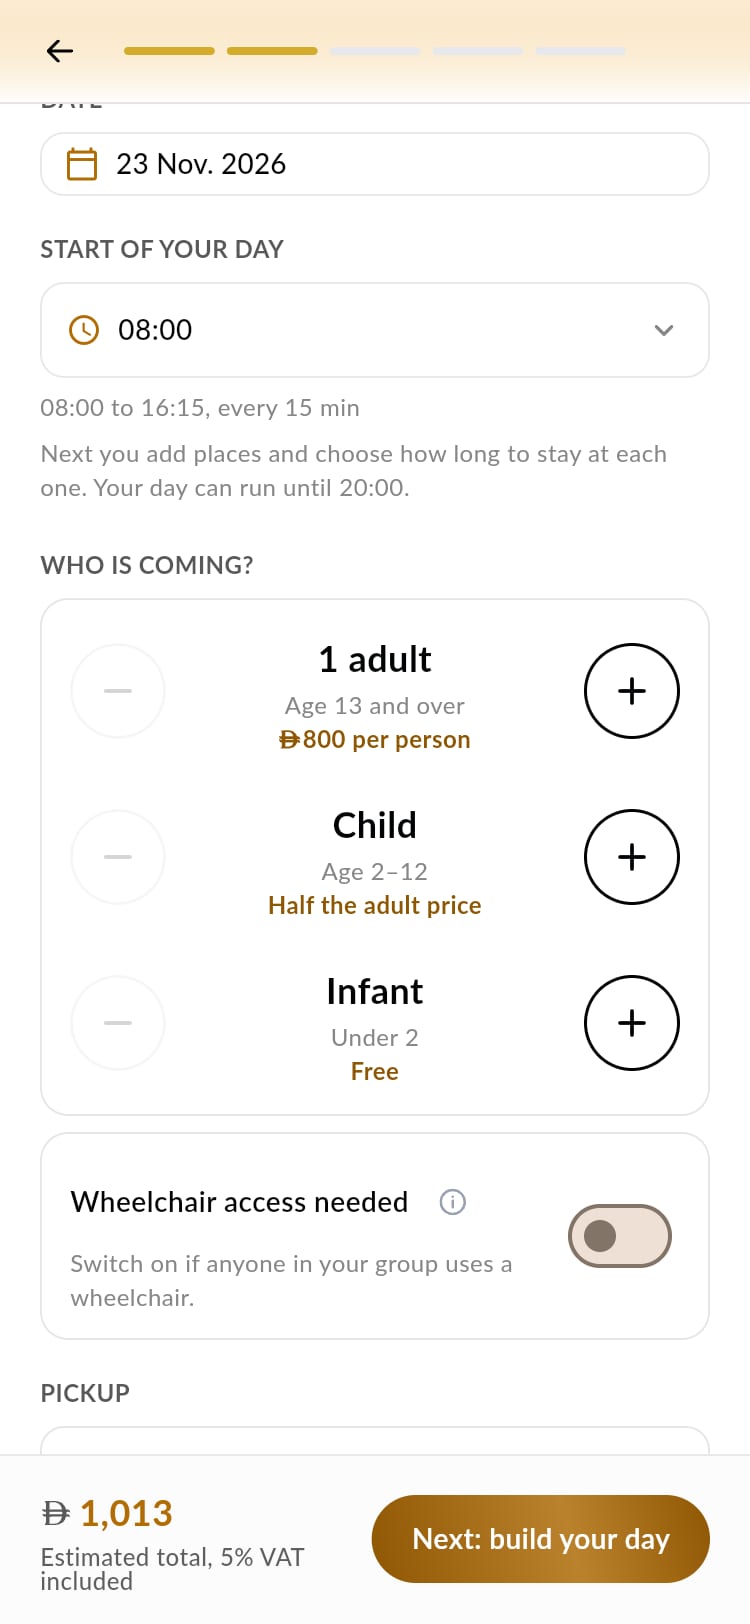 DATE
23 Nov. 2026
START OF YOUR DAY
08:00
08:00 to 16:15, every 15 min
Next you add places and choose how long to stay at each
one. Your day can run until 20:00.
WHO IS COMING?
1 adult
Age 13 and over
800 per person
Child
Age 2–12
Half the adult price
Infant
Under 2
Free
Wheelchair access needed
Switch on if anyone in your group uses a
wheelchair.
PICKUP
1,013
Estimated total, 5% VAT
included
Next: build your day